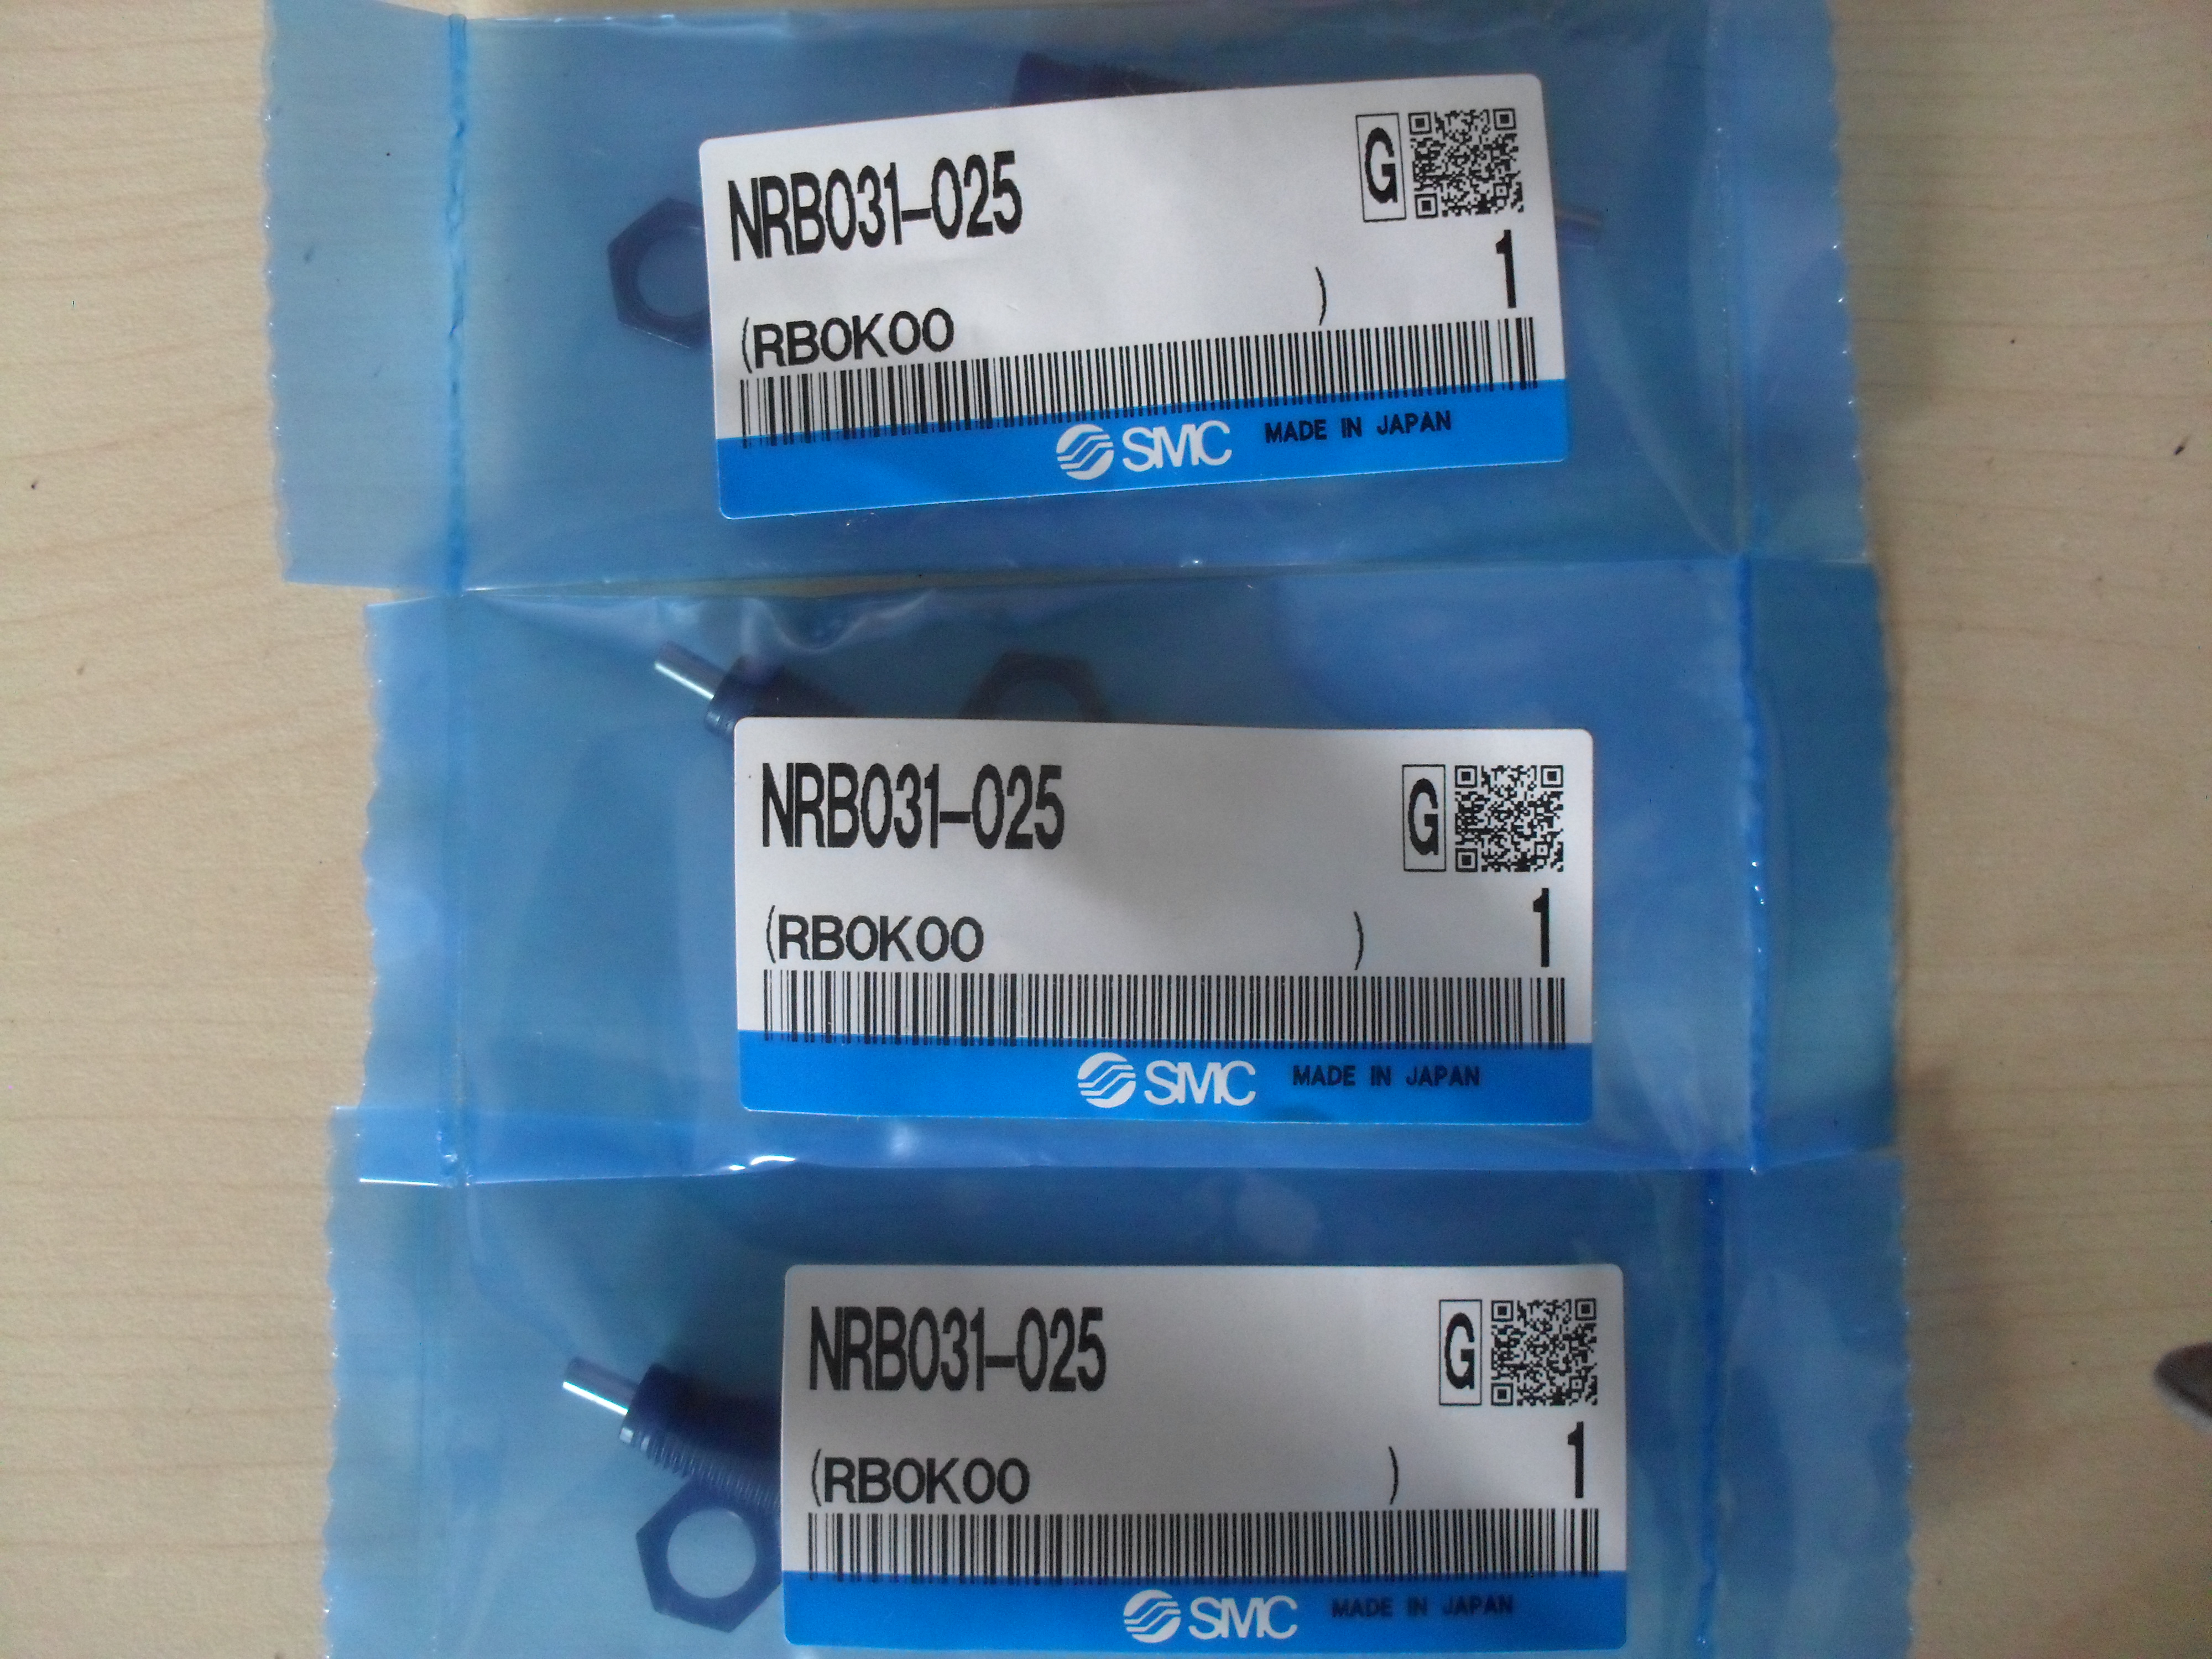 NRB031-025 G
1
(RB0K00 )
SMC MADE IN JAPAN
NRB031-025 G
1
(RB0K00 )
SMC MADE IN JAPAN
NRB031-025 G
1
(RB0K00 )
SMC MADE IN JAPAN